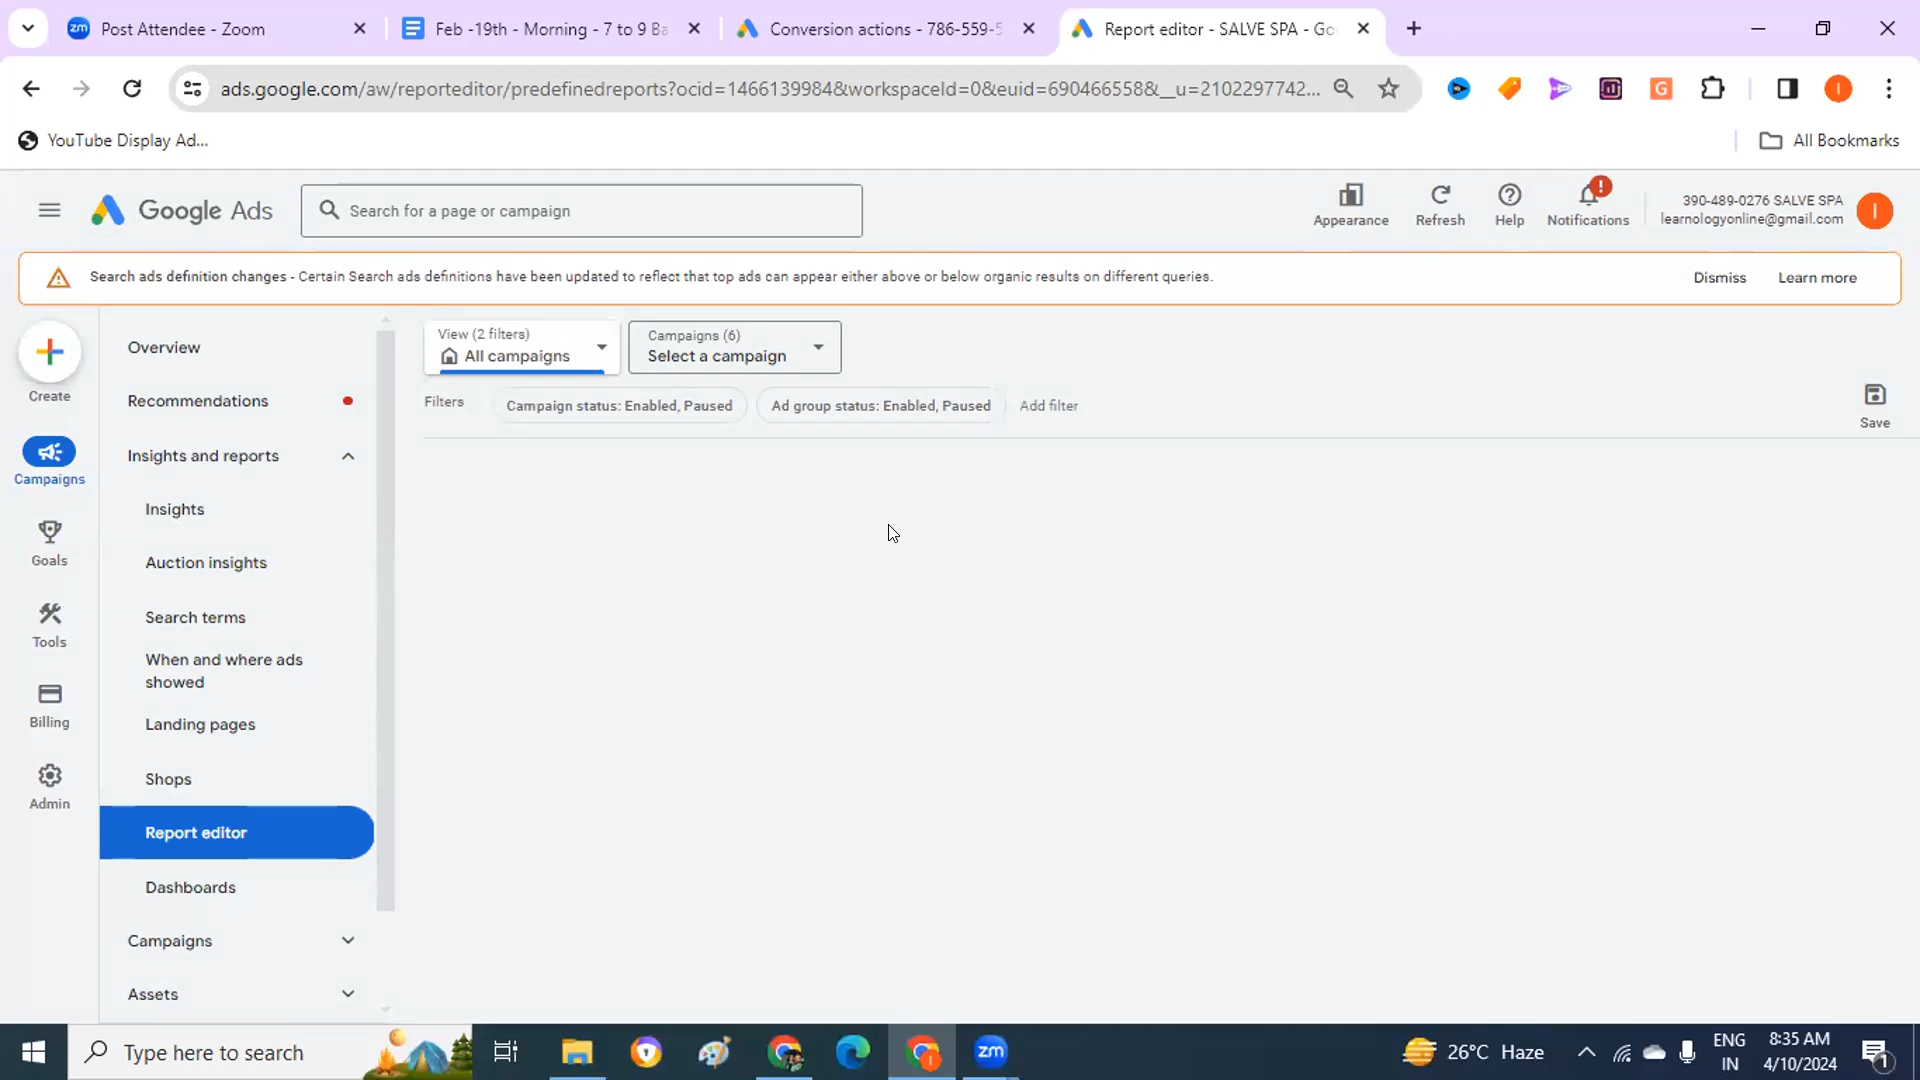 Post Attendee - Zoom
Feb -19th - Morning - 7 to 9 Ba
Conversion actions - 786-559-5
Report editor - SALVE SPA - Go
ads.google.com/aw/reporteditor/predefinedreports?ocid=1466139984&workspaceId=0&euid=690466558&__u=2102297742...
YouTube Display Ad...
All Bookmarks
Google Ads
Search for a page or campaign
Appearance
Refresh
Help
Notifications
390-489-0276 SALVE SPA
learnologyonline@gmail.com
Search ads definition changes - Certain Search ads definitions have been updated to reflect that top ads can appear either above or below organic results on different queries.
Dismiss
Learn more
Create
Campaigns
Goals
Tools
Billing
Admin
Overview
Recommendations
Insights and reports
Insights
Auction insights
Search terms
When and where ads
showed
Landing pages
Shops
Report editor
Dashboards
Campaigns
Assets
View (2 filters)
All campaigns
Campaigns (6)
Select a campaign
Filters
Campaign status: Enabled, Paused
Ad group status: Enabled, Paused
Add filter
Save
Type here to search
zm
26°C Haze
ENG
IN
8:35 AM
4/10/2024
1